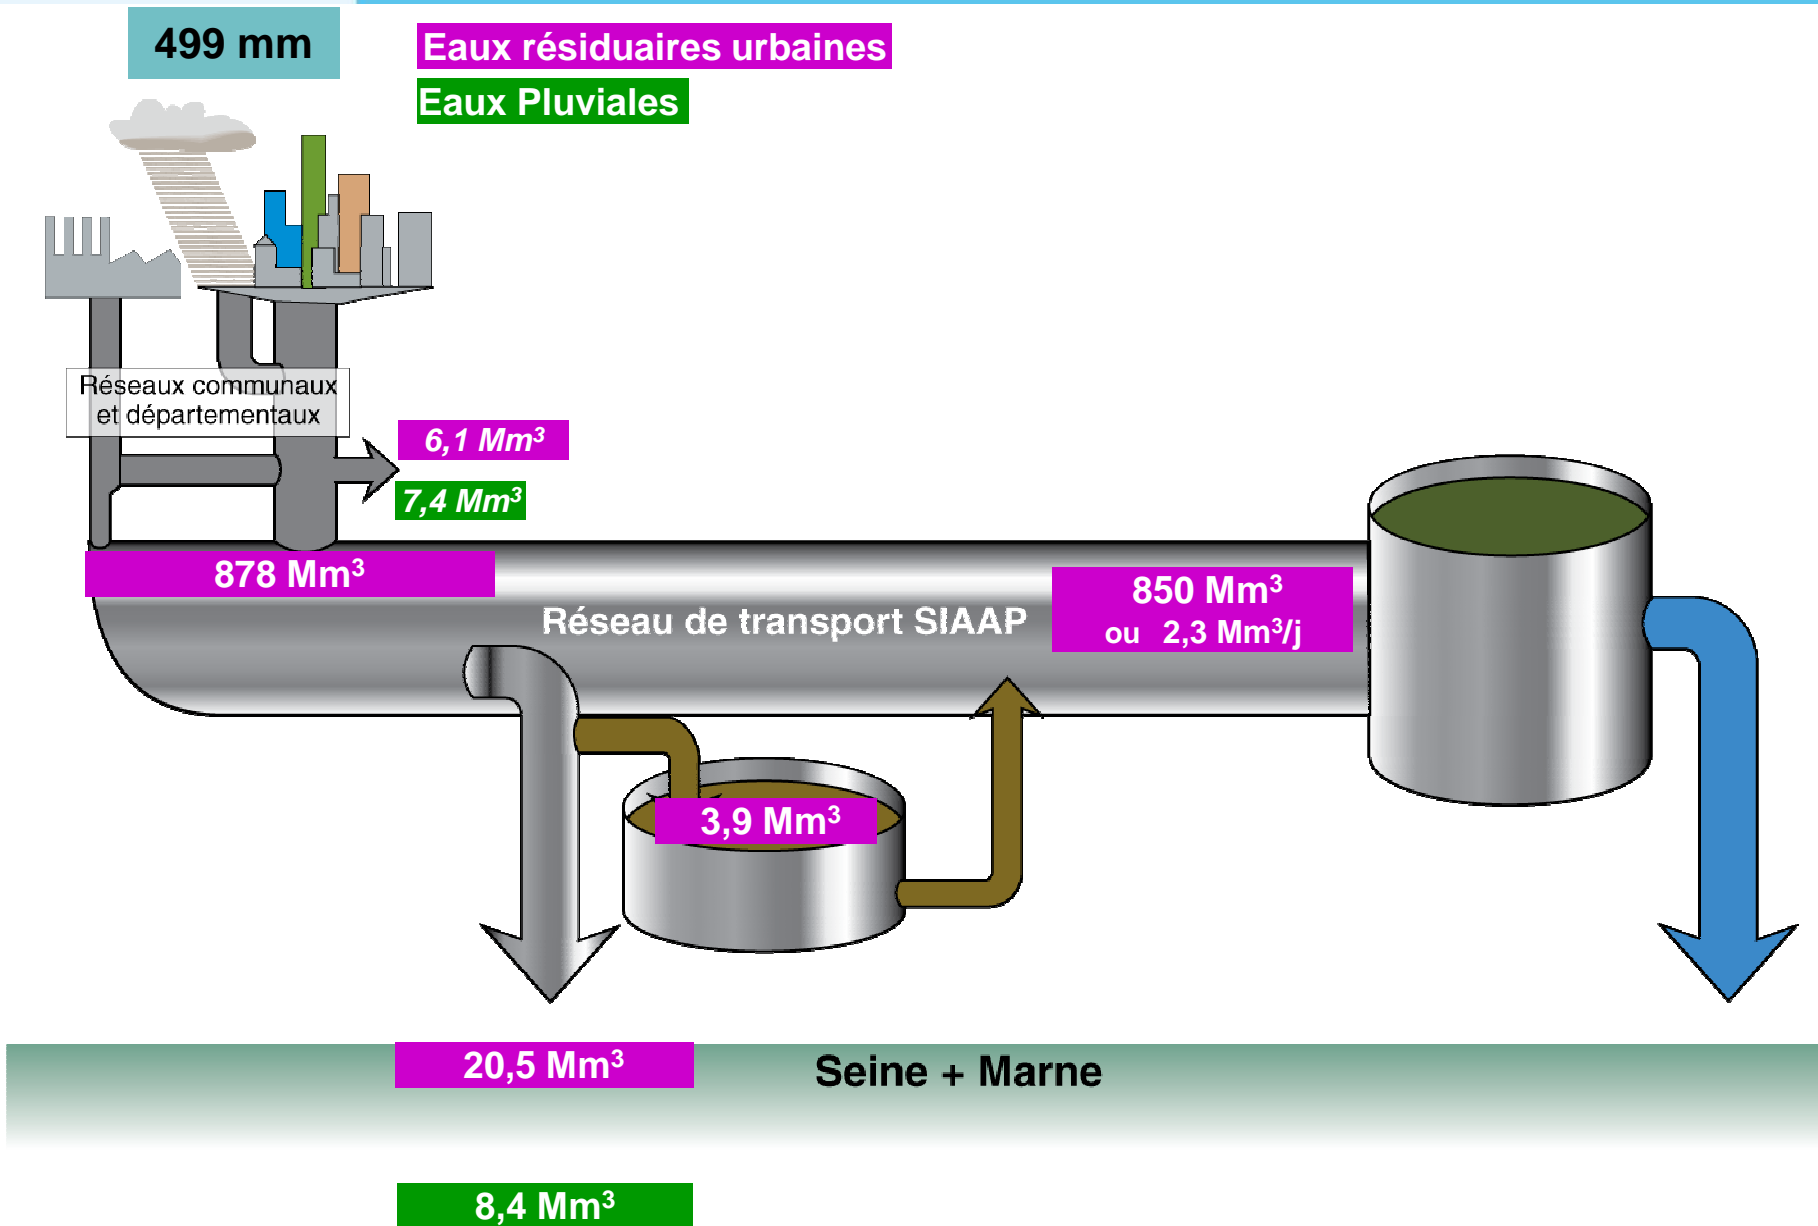 499 mm
Eaux résiduaires urbaines
Eaux Pluviales
Réseaux communaux
et départementaux
6,1 Mm³
7,4 Mm³
878 Mm³
Réseau de transport SIAAP
850 Mm³
ou 2,3 Mm³/j
3,9 Mm³
20,5 Mm³
Seine + Marne
8,4 Mm³